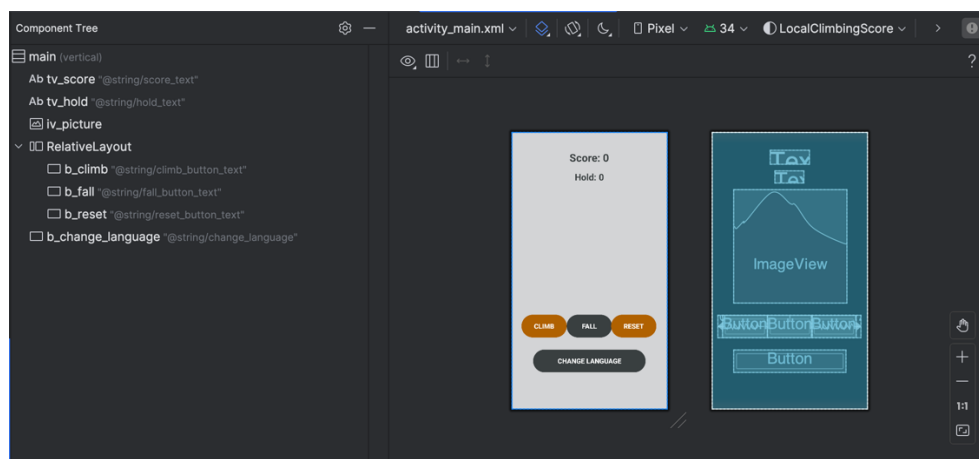 Component Tree
main (vertical)
Ab tv_score "@string/score_text"
Ab tv_hold "@string/hold_text"
iv_picture
RelativeLayout
b_climb "@string/climb_button_text"
b_fall "@string/fall_button_text"
b_reset "@string/reset_button_text"
b_change_language "@string/change_language"
activity_main.xml Pixel 34 LocalClimbingScore
?
Score: 0
Hold: 0
CLIMB FALL RESET
CHANGE LANGUAGE
Tex
Tex
ImageView
Button Button Button
Button
1:1